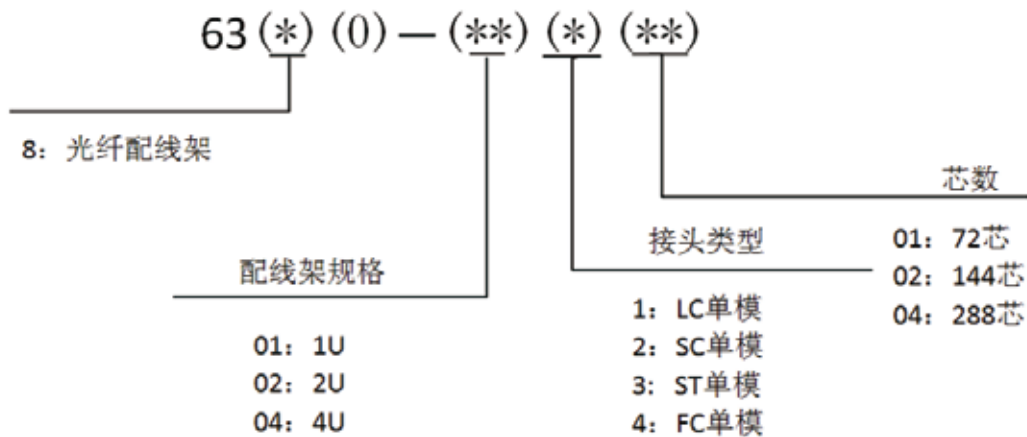 63(*)(0)—(**)(*)(**)
8：光纤配线架
芯数
01：72芯
02：144芯
04：288芯
接头类型
1：LC单模
2：SC单模
3：ST单模
4：FC单模
配线架规格
01：1U
02：2U
04：4U